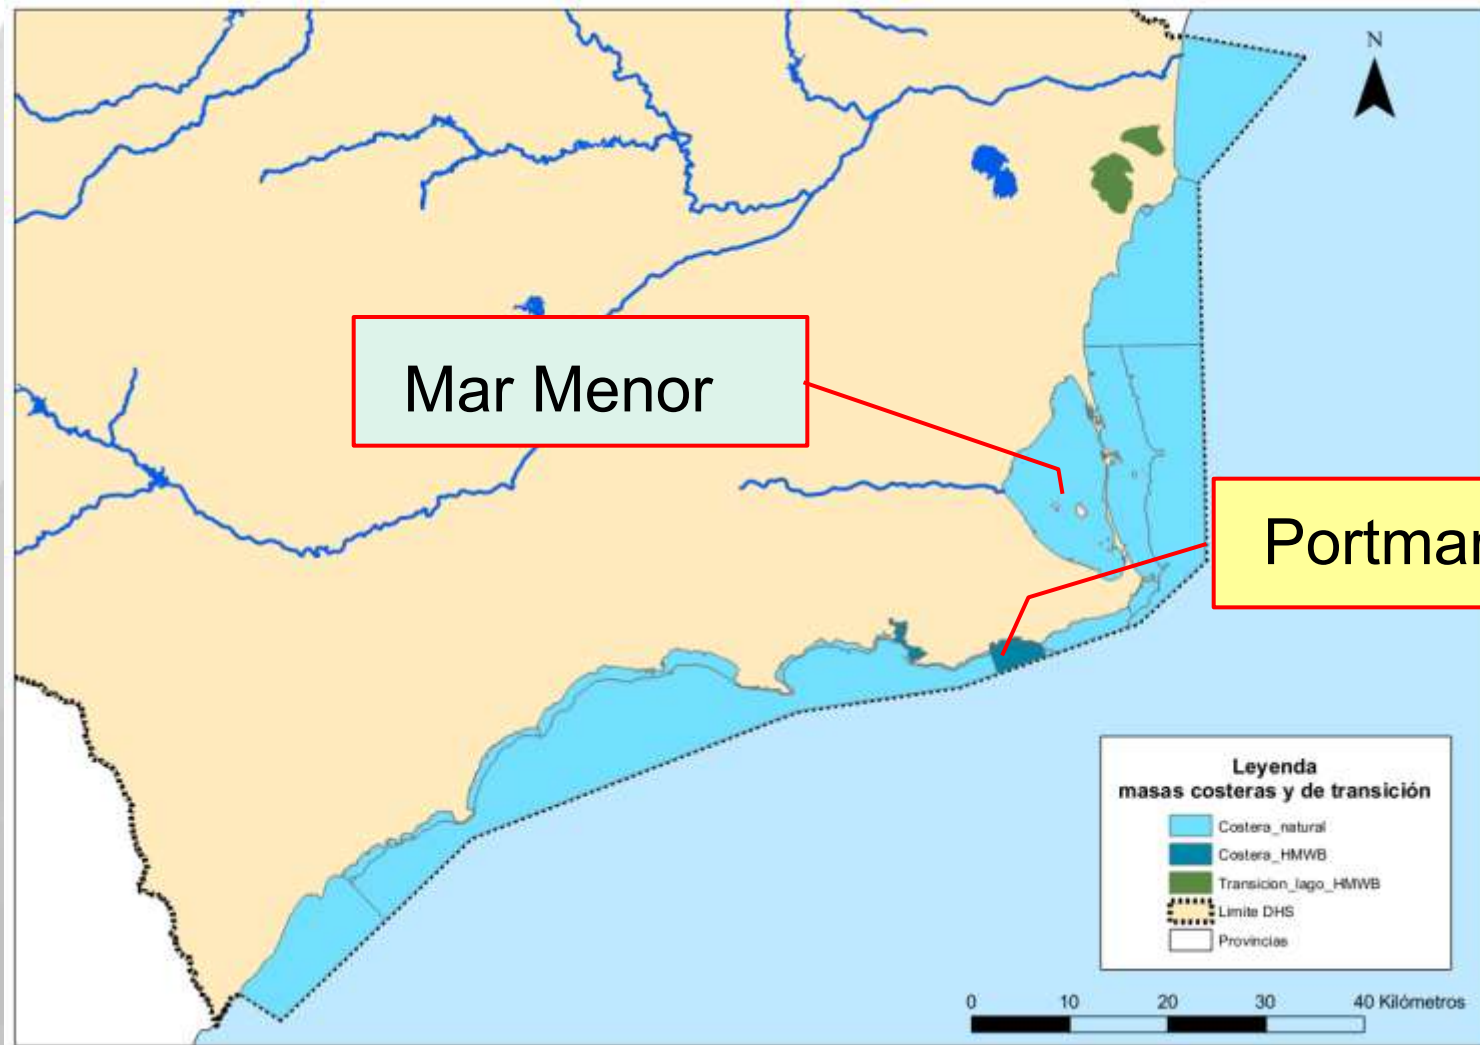 N
Mar Menor
Portman
Leyenda
masas costeras y de transición
Costera_natural
Costera_HMWB
Transicion_lago_HMWB
Limite DHS
Provincias
0 10 20 30 40 Kilómetros